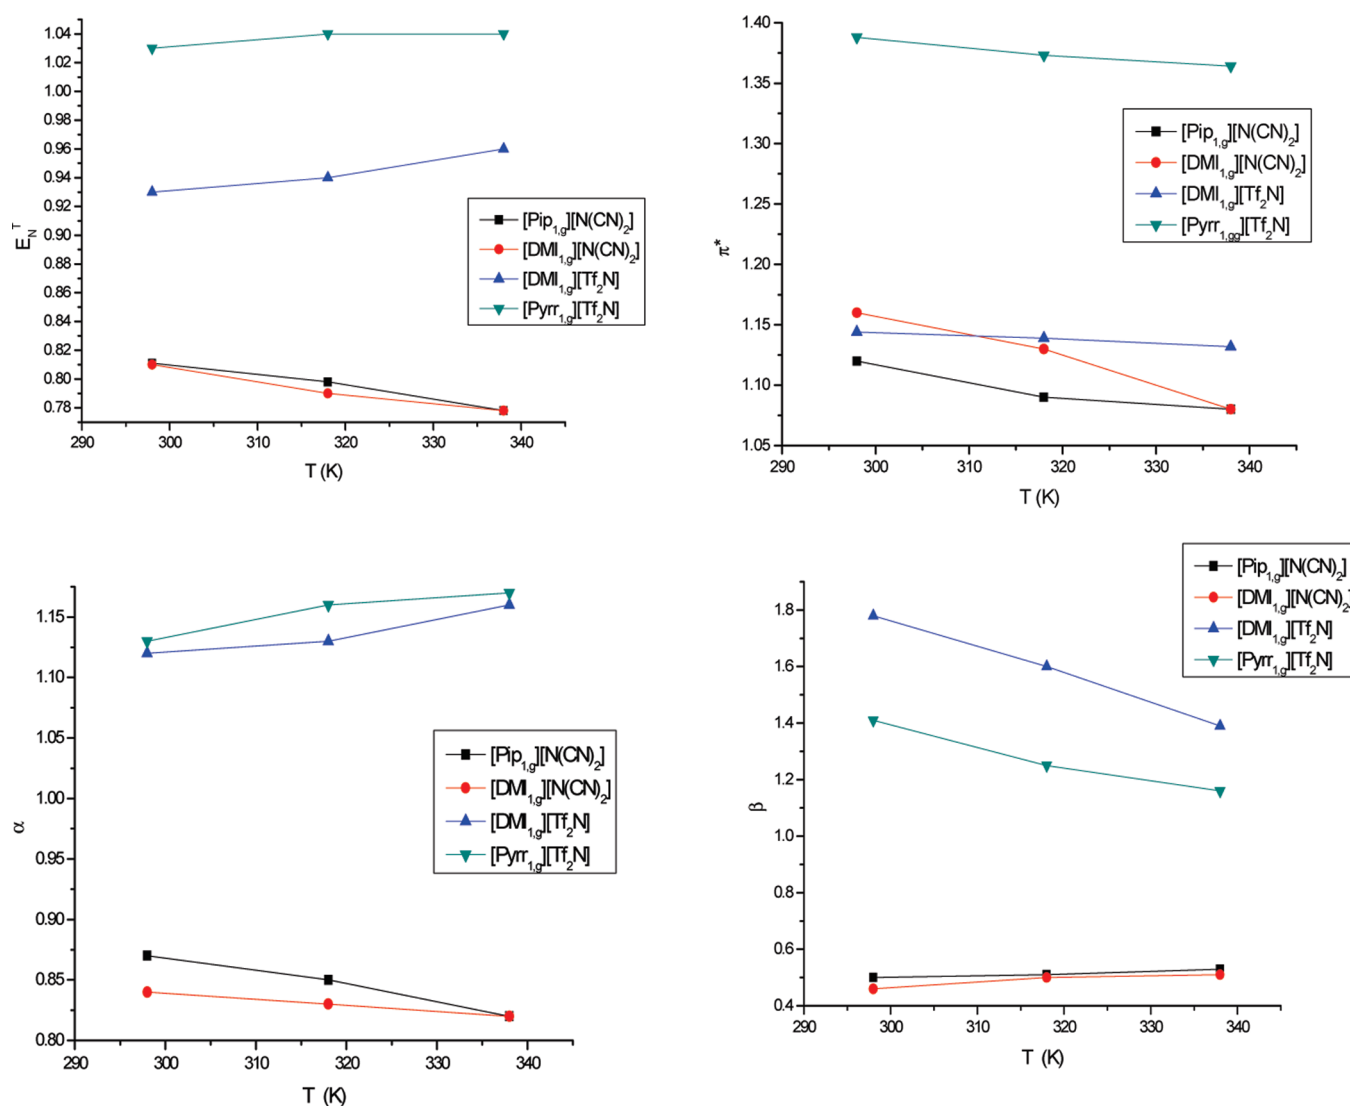 1.04
1.02
1.00
0.98
0.96
0.94
0.92
0.90
0.88
0.86
0.84
0.82
0.80
0.78
E_N^T
[Pip1,g][N(CN)2]
[DMI1,g][N(CN)2]
[DMI1,g][Tf2N]
[Pyrr1,g][Tf2N]
290 300 310 320 330 340
T (K)
1.40
1.35
1.30
1.25
1.20
1.15
1.10
1.05
π*
[Pip1,g][N(CN)2]
[DMI1,g][N(CN)2]
[DMI1,g][Tf2N]
[Pyrr1,gg][Tf2N]
290 300 310 320 330 340
T (K)
1.15
1.10
1.05
1.00
0.95
0.90
0.85
0.80
α
[Pip1,g][N(CN)2]
[DMI1,g][N(CN)2]
[DMI1,g][Tf2N]
[Pyrr1,g][Tf2N]
290 300 310 320 330 340
T (K)
1.8
1.6
1.4
1.2
1.0
0.8
0.6
0.4
β
[Pip1,g][N(CN)2]
[DMI1,g][N(CN)2]
[DMI1,g][Tf2N]
[Pyrr1,g][Tf2N]
290 300 310 320 330 340
T (K)